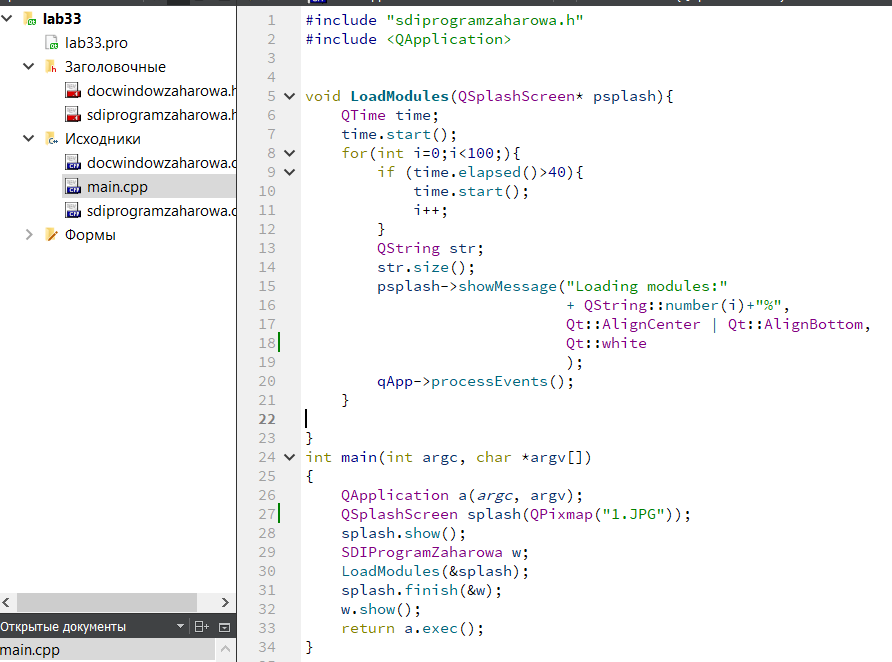 lab33
lab33.pro
Заголовочные
docwindowzaharowa.h
sdiprogramzaharowa.h
Исходники
docwindowzaharowa.c
main.cpp
sdiprogramzaharowa.c
Формы
Открытые документы
main.cpp
1 #include "sdiprogramzaharowa.h"
2 #include <QApplication>
3
4
5 void LoadModules(QSplashScreen* psplash){
6 QTime time;
7 time.start();
8 for(int i=0;i<100;){
9 if (time.elapsed()>40){
10 time.start();
11 i++;
12 }
13 QString str;
14 str.size();
15 psplash->showMessage("Loading modules:"
16 + QString::number(i)+"%",
17 Qt::AlignCenter | Qt::AlignBottom,
18 Qt::white
19 );
20 qApp->processEvents();
21 }
22
23 }
24 int main(int argc, char *argv[])
25 {
26 QApplication a(argc, argv);
27 QSplashScreen splash(QPixmap("1.JPG"));
28 splash.show();
29 SDIProgramZaharowa w;
30 LoadModules(&splash);
31 splash.finish(&w);
32 w.show();
33 return a.exec();
34 }